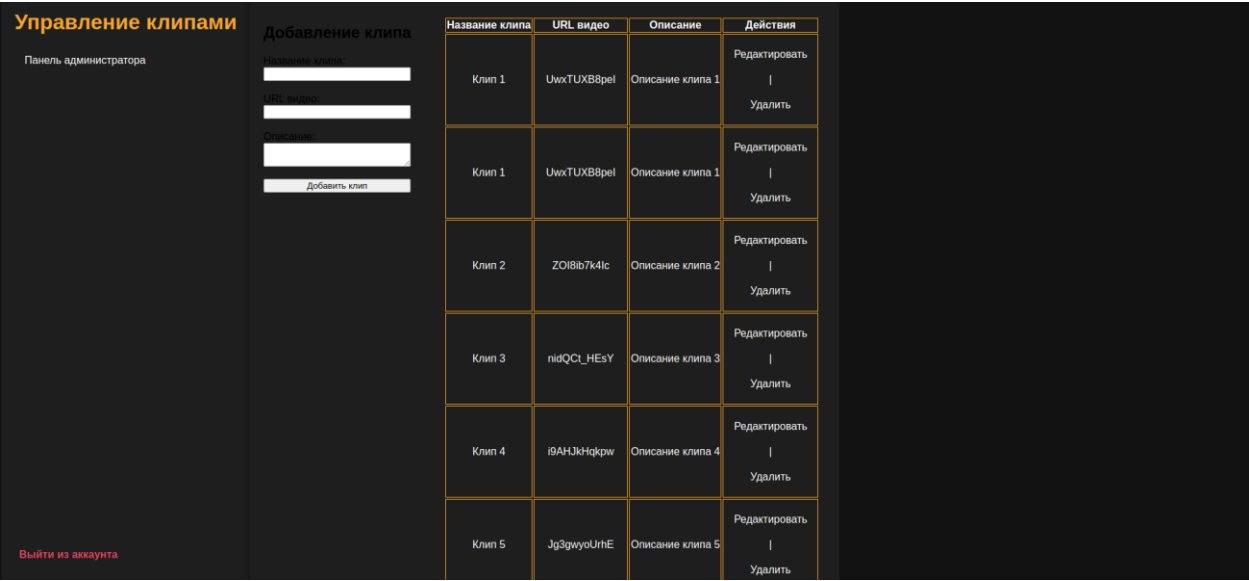 Управление клипами
Панель администратора
Выйти из аккаунта
Добавление клипа
Название клипа:
URL видео:
Описание:
Добавить клип
Название клипа URL видео Описание Действия
Клип 1 UwxTUXB8peI Описание клипа 1 Редактировать
|
Удалить
Клип 1 UwxTUXB8peI Описание клипа 1 Редактировать
|
Удалить
Клип 2 ZOI8ib7k4Ic Описание клипа 2 Редактировать
|
Удалить
Клип 3 nidQCt_HEsY Описание клипа 3 Редактировать
|
Удалить
Клип 4 i9AHJkHqkpw Описание клипа 4 Редактировать
|
Удалить
Клип 5 Jg3gwyoUrhE Описание клипа 5 Редактировать
|
Удалить